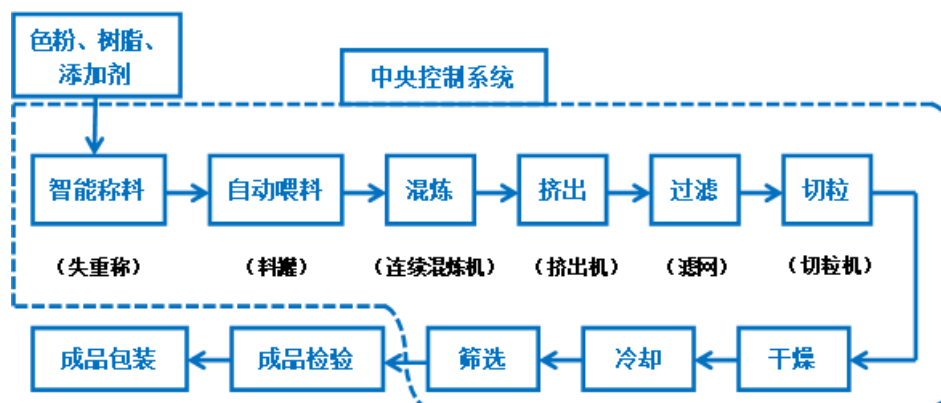 色粉、树脂、
添加剂
中央控制系统
智能称料
自动喂料
混炼
挤出
过滤
切粒
（失重称）
（料罐）
（连续混炼机）
（挤出机）
（滤网）
（切粒机）
成品包装
成品检验
筛选
冷却
干燥